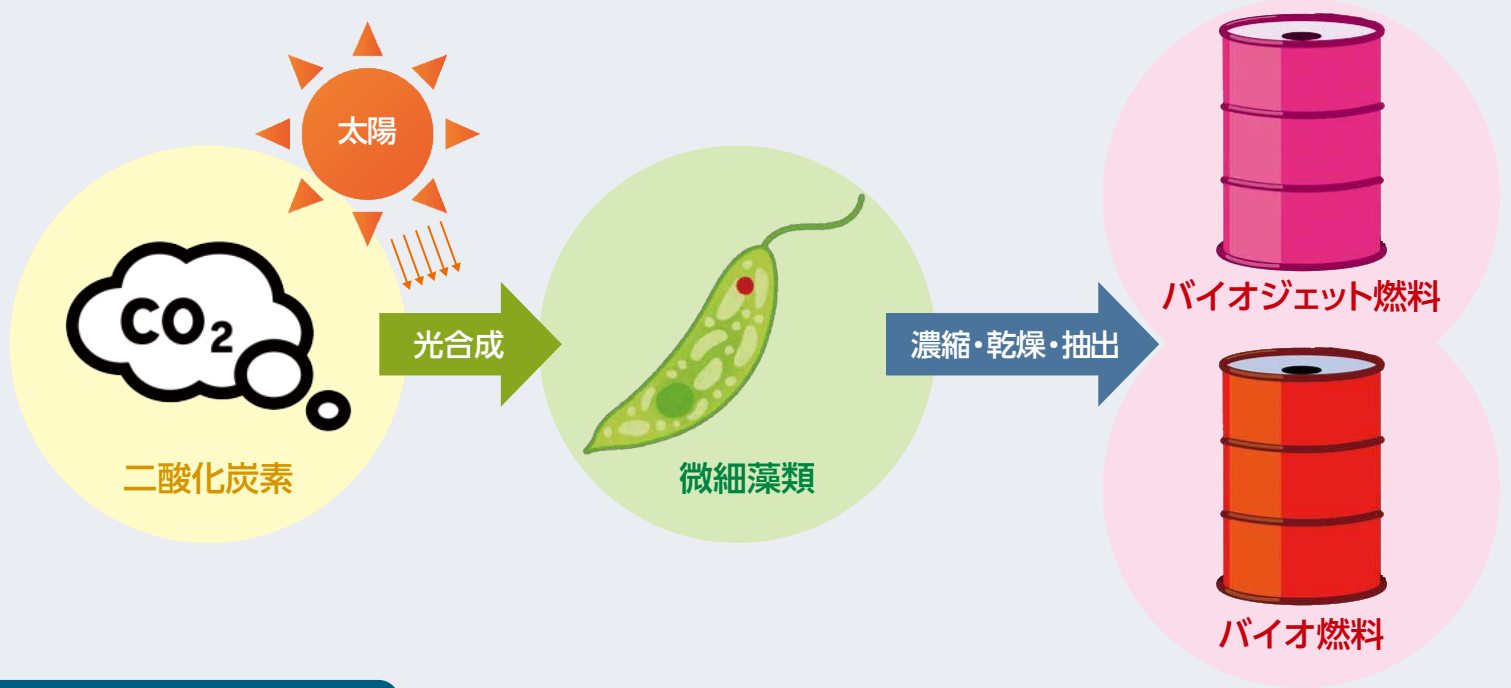 太陽
CO₂
二酸化炭素
光合成
微細藻類
濃縮・乾燥・抽出
バイオジェット燃料
バイオ燃料